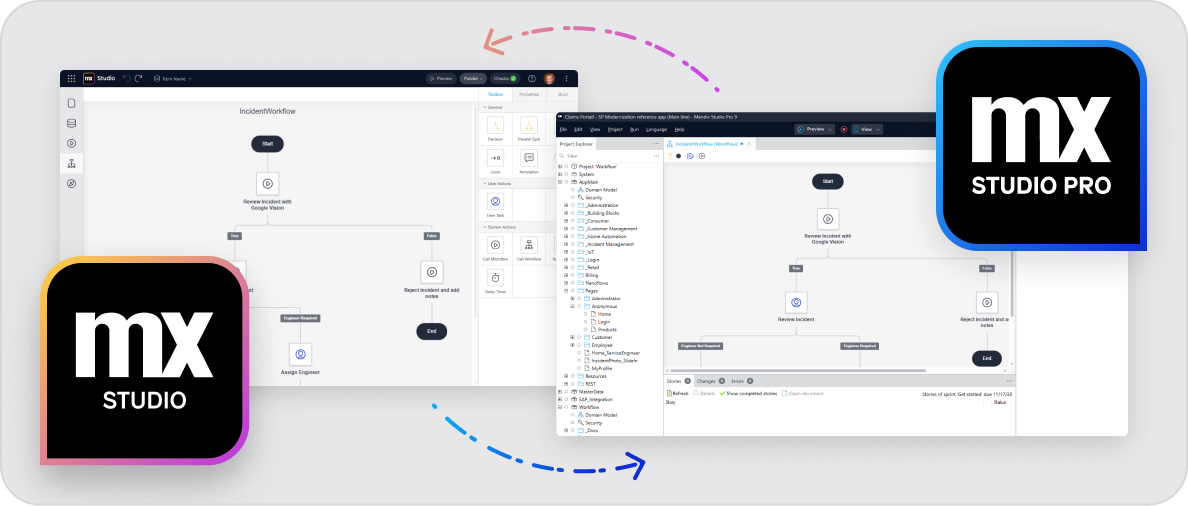 mx
Studio
Item Name
Preview
Publish
Checks
Toolbox
Properties
Buzz
IncidentWorkflow
Start
Review Incident with
Google Vision
True
False
Reject Incident and add
notes
Engineer Required
End
Assign Engineer
General
Decision
Parallel Split
Jump
Annotation
User Actions
User Task
System Actions
Call Microflow
Call Workflow
Delay Timer
mx
STUDIO
Claims Portal - SP Modernization reference app (Main line) - Mendix Studio Pro 9
File
Edit
View
Project
Run
Language
Help
Preview
View
Project Explorer
IncidentWorkflow [Workflow]
Filter
Project 'Workflow'
System
AppMain
Domain Model
Security
_Administration
_Building Blocks
_Consumer
_Customer Management
_Home Automation
_Incident Management
_IoT
_Login
_Retail
Billing
Nanoflows
Pages
Administrator
Anonymous
Home
Login
Products
Customer
Employee
Home_ServiceEngineer
IncidentPhoto_SlideIn
MyProfile
Resources
REST
MasterData
SAP_Integration
Workflow
Domain Model
Security
_Docs
Start
Review Incident with
Google Vision
True
False
Review Incident
Reject Incident and a
notes
Engineer Not Required
Engineer Required
End
Stories
0
Changes
4
Errors
0
Refresh
Details
Show completed stories
Open document
Stories of sprint 'Get started' due 11/17/20
Story
Status
mx
STUDIO PRO